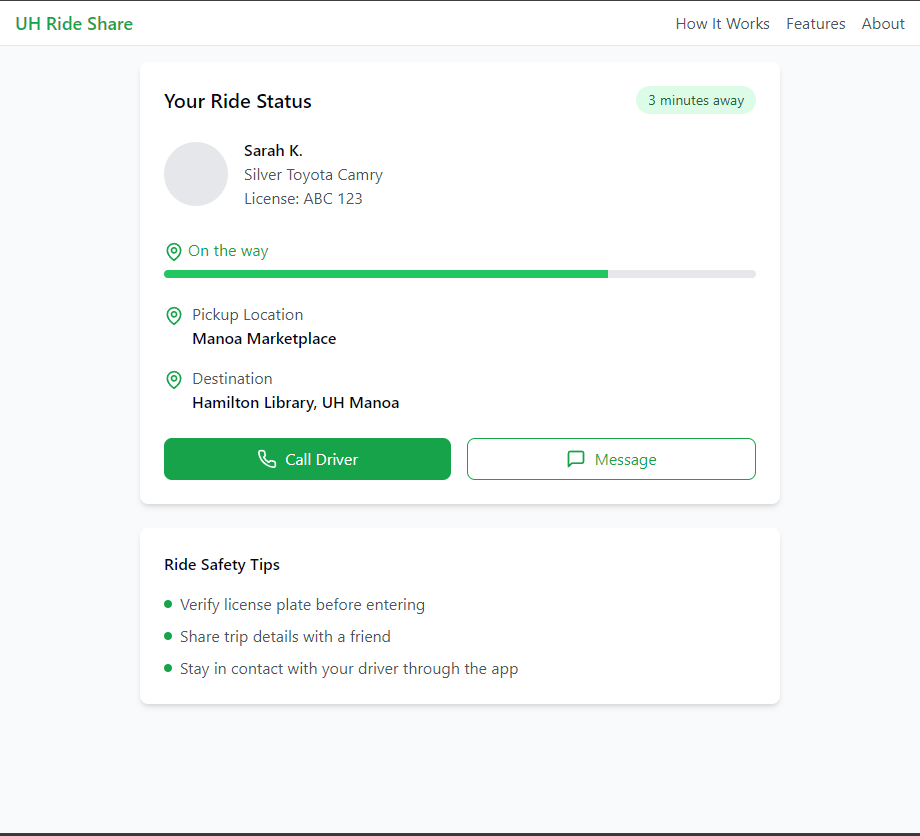 UH Ride Share
How It Works Features About
Your Ride Status
3 minutes away
Sarah K.
Silver Toyota Camry
License: ABC 123
On the way
Pickup Location
Manoa Marketplace
Destination
Hamilton Library, UH Manoa
Call Driver
Message
Ride Safety Tips
Verify license plate before entering
Share trip details with a friend
Stay in contact with your driver through the app